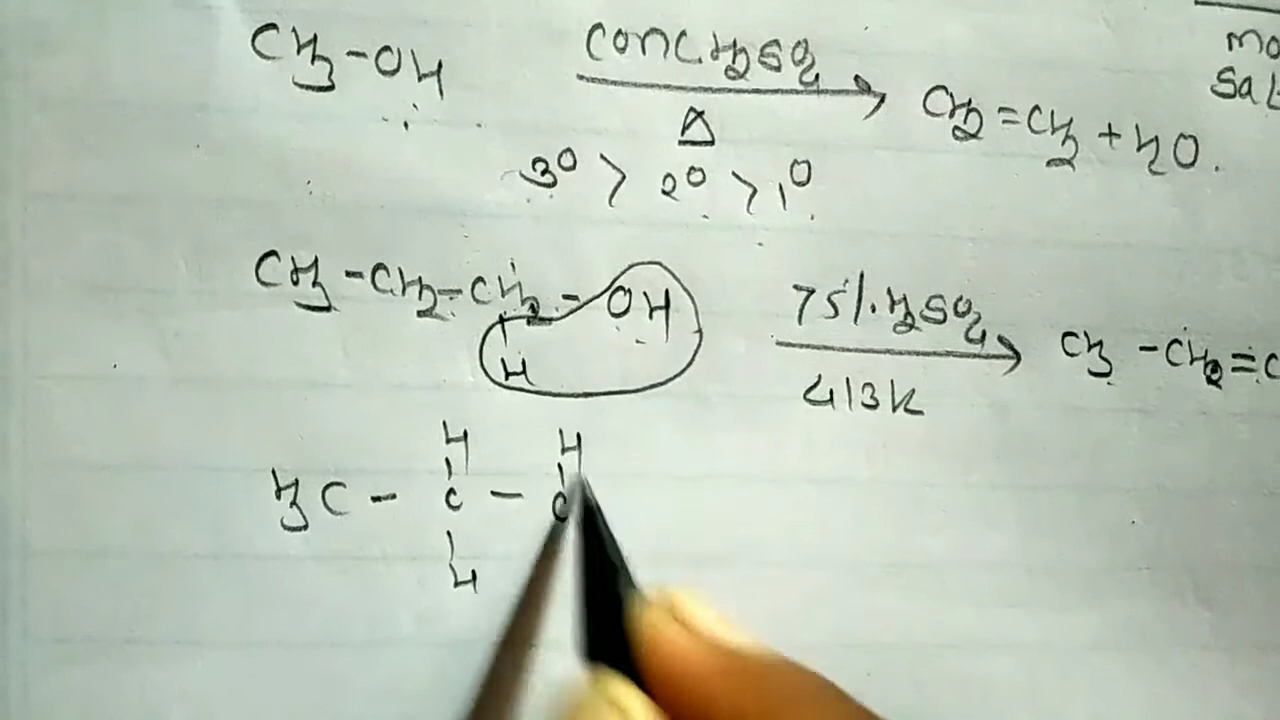 CH3-OH conc H2SO4 → CH2=CH2 + H2O.
Δ
3° > 2° > 1°
CH3-CH2-CH2-OH 75% H2SO4 → CH3-CH2=C
H 413K
H H
H3C - C - C
H